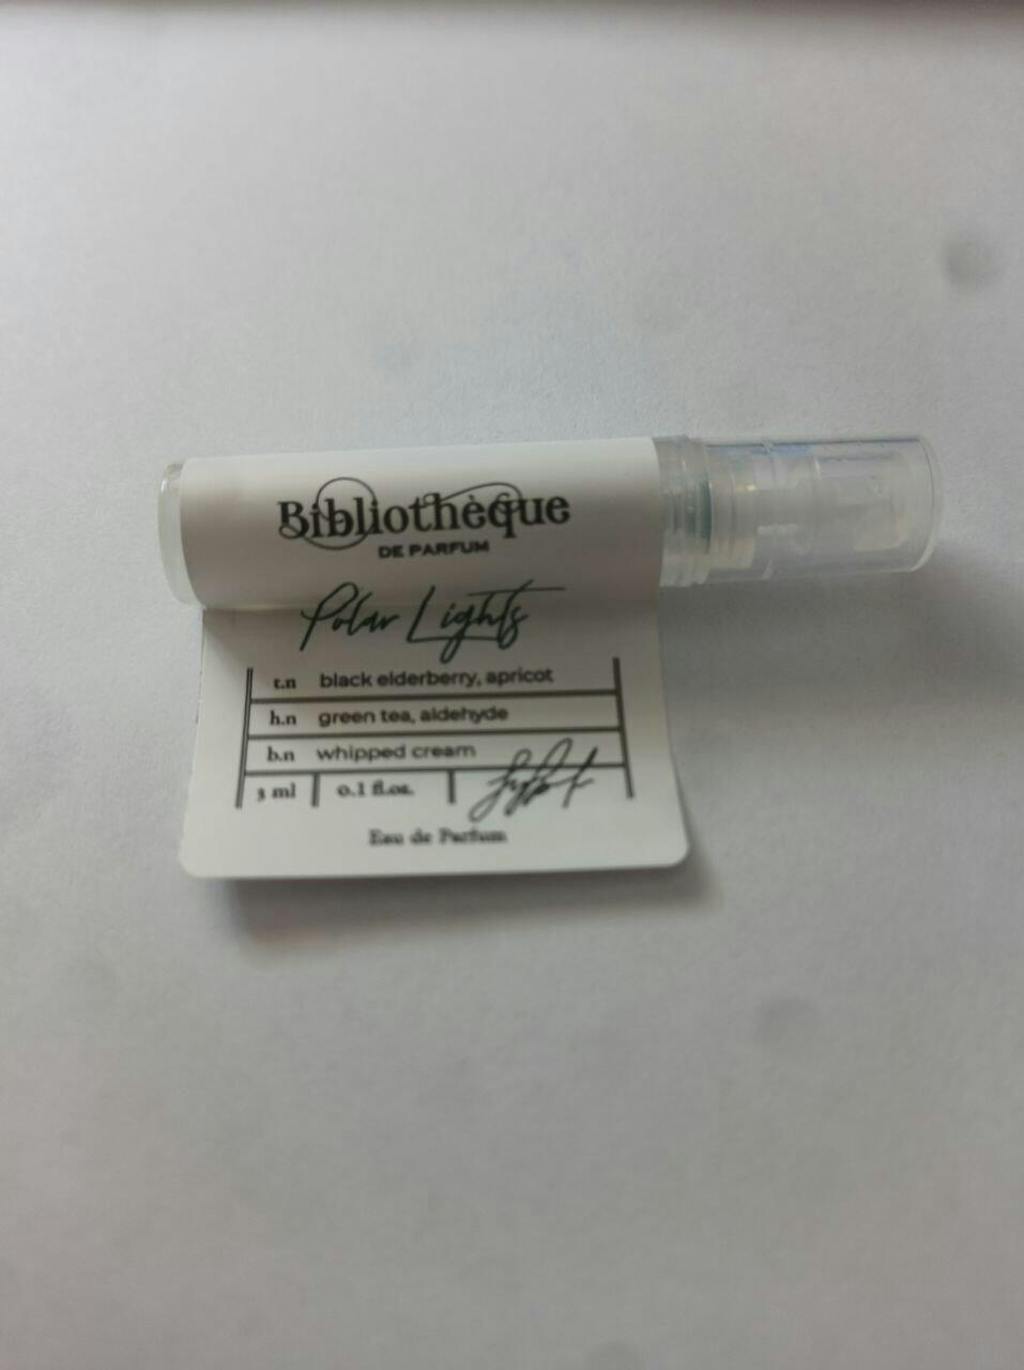 Bibliothèque
DE PARFUM
Polar Lights
t.n black elderberry, apricot
h.n green tea, aldehyde
b.n whipped cream
3 ml 0.1 fl.oz.
Eau de Parfum